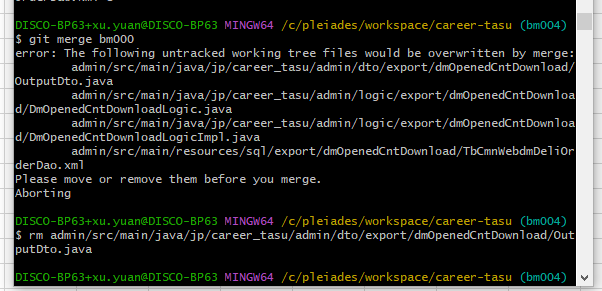 DISCO-BP63+xu.yuan@DISCO-BP63 MINGW64 /c/pleiades/workspace/career-tasu (bm004)
$ git merge bm000
error: The following untracked working tree files would be overwritten by merge:
        admin/src/main/java/jp/career_tasu/admin/dto/export/dmOpenedCntDownload/
OutputDto.java
        admin/src/main/java/jp/career_tasu/admin/logic/export/dmOpenedCntDownloa
d/DmOpenedCntDownloadLogic.java
        admin/src/main/java/jp/career_tasu/admin/logic/export/dmOpenedCntDownloa
d/DmOpenedCntDownloadLogicImpl.java
        admin/src/main/resources/sql/export/dmOpenedCntDownload/TbCmnWebdmDeliOr
derDao.xml
Please move or remove them before you merge.
Aborting
DISCO-BP63+xu.yuan@DISCO-BP63 MINGW64 /c/pleiades/workspace/career-tasu (bm004)
$ rm admin/src/main/java/jp/career_tasu/admin/dto/export/dmOpenedCntDownload/Out
putDto.java
DISCO-BP63+xu.yuan@DISCO-BP63 MINGW64 /c/pleiades/workspace/career-tasu (bm004)